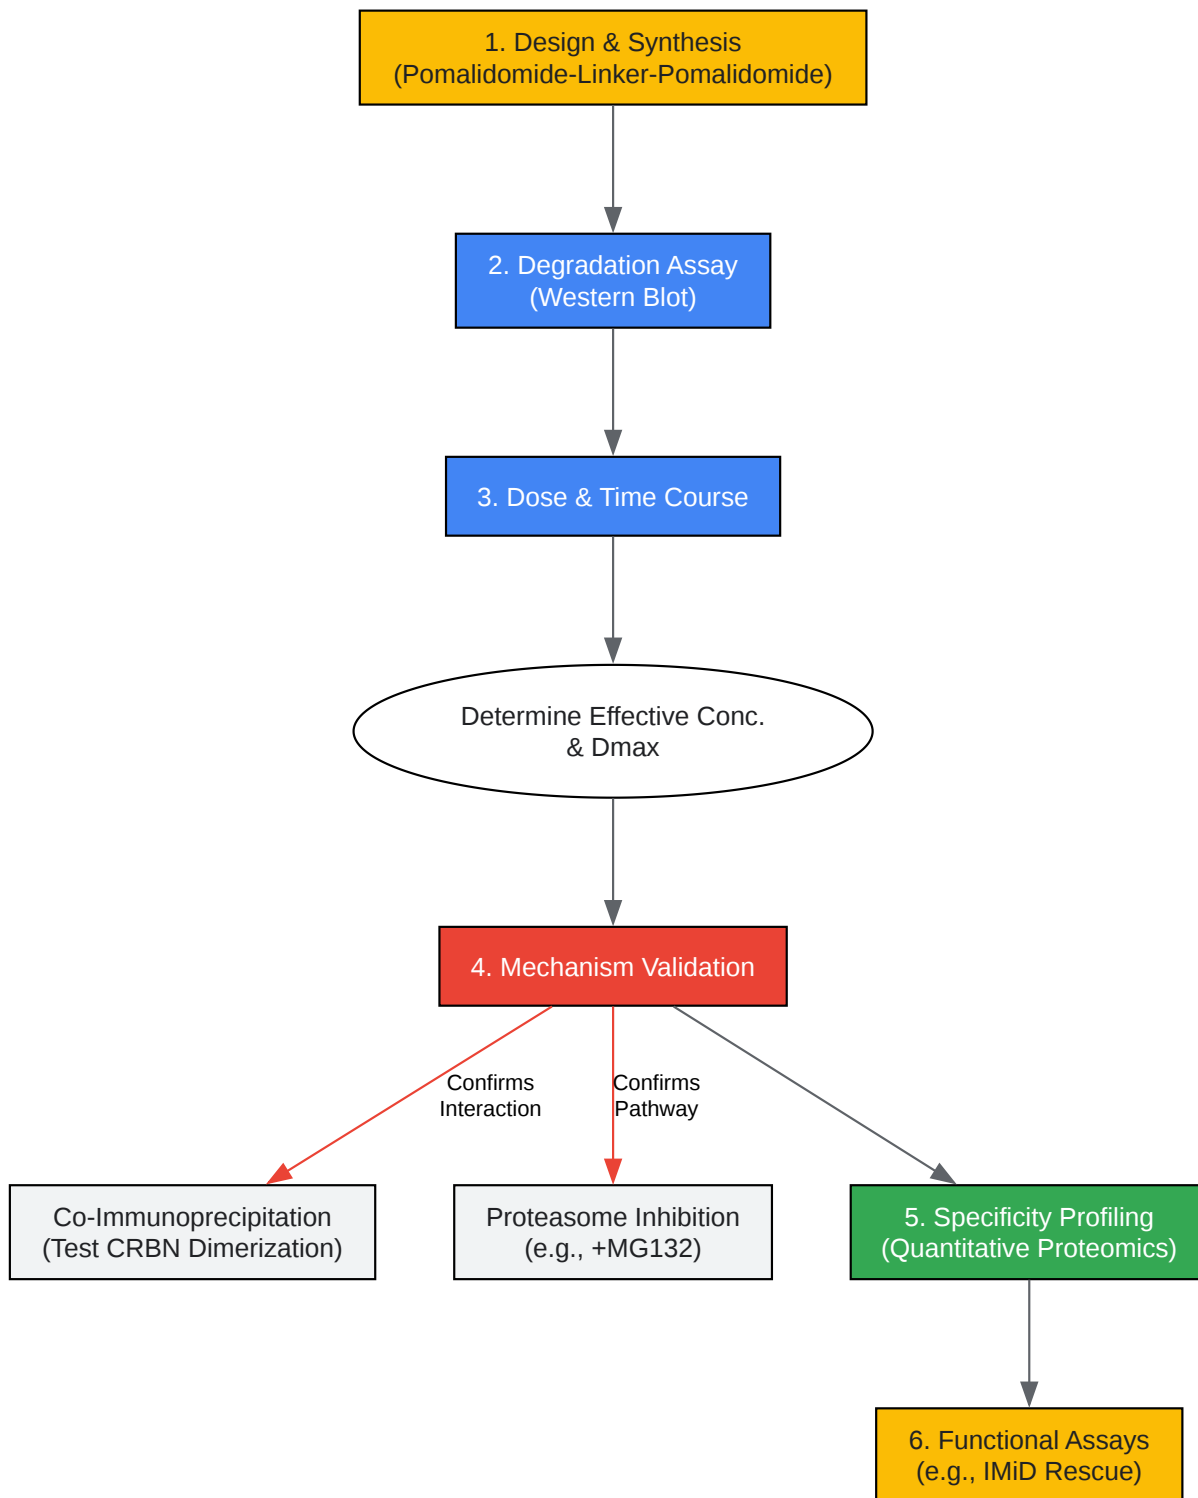 1. Design & Synthesis
(Pomalidomide-Linker-Pomalidomide)
2. Degradation Assay
(Western Blot)
3. Dose & Time Course
Determine Effective Conc.
& Dmax
4. Mechanism Validation
Confirms
Interaction
Confirms
Pathway
Co-Immunoprecipitation
(Test CRBN Dimerization)
Proteasome Inhibition
(e.g., +MG132)
5. Specificity Profiling
(Quantitative Proteomics)
6. Functional Assays
(e.g., IMiD Rescue)